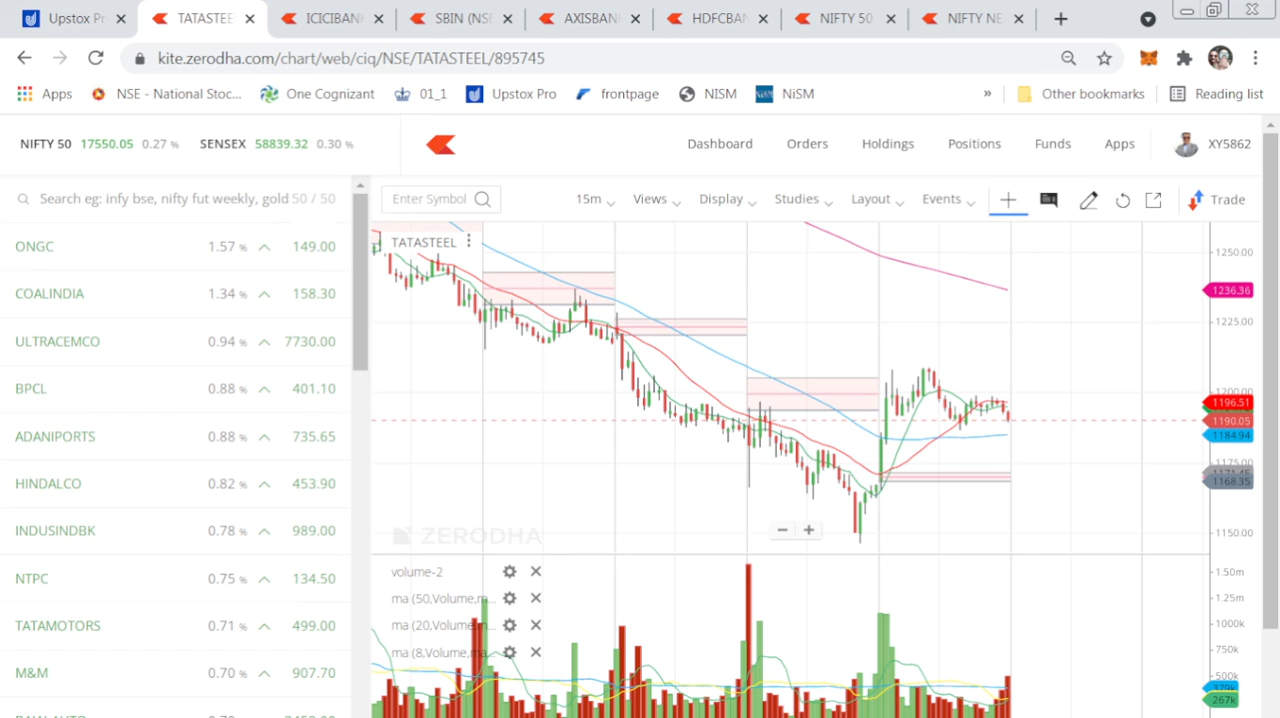 Upstox Pr
TATASTEE
ICICIBAN
SBIN (NSE
AXISBAN
HDFCBAN
NIFTY 50
NIFTY NE
kite.zerodha.com/chart/web/ciq/NSE/TATASTEEL/895745
Apps
NSE - National Stoc...
One Cognizant
01_1
Upstox Pro
frontpage
NISM
NiSM
»
Other bookmarks
Reading list
NIFTY 50 17550.05 0.27 %
SENSEX 58839.32 0.30 %
Dashboard
Orders
Holdings
Positions
Funds
Apps
XY5862
Search eg: infy bse, nifty fut weekly, gold 50 / 50
Enter Symbol
15m
Views
Display
Studies
Layout
Events
Trade
ONGC 1.57 % 149.00
COALINDIA 1.34 % 158.30
ULTRACEMCO 0.94 % 7730.00
BPCL 0.88 % 401.10
ADANIPORTS 0.88 % 735.65
HINDALCO 0.82 % 453.90
INDUSINDBK 0.78 % 989.00
NTPC 0.75 % 134.50
TATAMOTORS 0.71 % 499.00
M&M 0.70 % 907.70
TATASTEEL
1250.00
1236.36
1225.00
1200.00
1196.51
1190.05
1184.94
1175.00
1168.35
1150.00
ZERODHA
volume-2
ma (50,Volume,m...
ma (20,Volume,m...
ma (8,Volume,ma...
1.50m
1.25m
1000k
750k
500k
267k